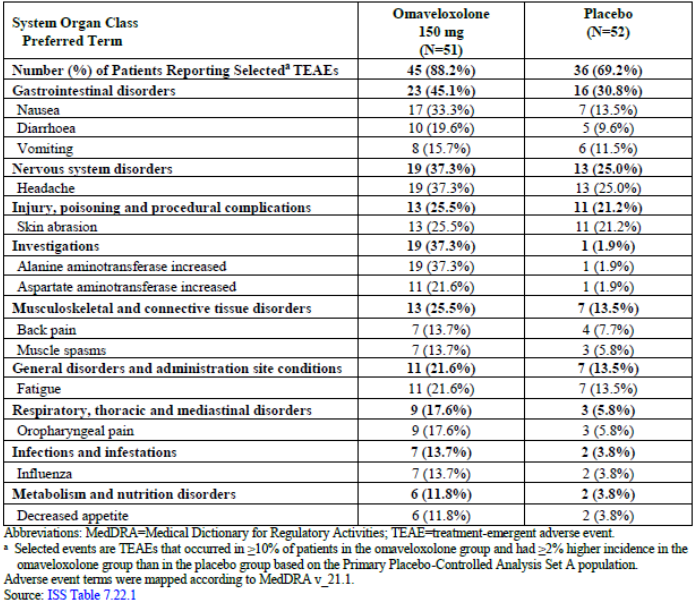 System Organ Class
Preferred Term
Omaveloxolone
150 mg
(N=51)
Placebo
(N=52)
Number (%) of Patients Reporting Selectedᵃ TEAEs 45 (88.2%) 36 (69.2%)
Gastrointestinal disorders 23 (45.1%) 16 (30.8%)
Nausea 17 (33.3%) 7 (13.5%)
Diarrhoea 10 (19.6%) 5 (9.6%)
Vomiting 8 (15.7%) 6 (11.5%)
Nervous system disorders 19 (37.3%) 13 (25.0%)
Headache 19 (37.3%) 13 (25.0%)
Injury, poisoning and procedural complications 13 (25.5%) 11 (21.2%)
Skin abrasion 13 (25.5%) 11 (21.2%)
Investigations 19 (37.3%) 1 (1.9%)
Alanine aminotransferase increased 19 (37.3%) 1 (1.9%)
Aspartate aminotransferase increased 11 (21.6%) 1 (1.9%)
Musculoskeletal and connective tissue disorders 13 (25.5%) 7 (13.5%)
Back pain 7 (13.7%) 4 (7.7%)
Muscle spasms 7 (13.7%) 3 (5.8%)
General disorders and administration site conditions 11 (21.6%) 7 (13.5%)
Fatigue 11 (21.6%) 7 (13.5%)
Respiratory, thoracic and mediastinal disorders 9 (17.6%) 3 (5.8%)
Oropharyngeal pain 9 (17.6%) 3 (5.8%)
Infections and infestations 7 (13.7%) 2 (3.8%)
Influenza 7 (13.7%) 2 (3.8%)
Metabolism and nutrition disorders 6 (11.8%) 2 (3.8%)
Decreased appetite 6 (11.8%) 2 (3.8%)
Abbreviations: MedDRA=Medical Dictionary for Regulatory Activities; TEAE=treatment-emergent adverse event.
ᵃ Selected events are TEAEs that occurred in ≥10% of patients in the omaveloxolone group and had ≥2% higher incidence in the
omaveloxolone group than in the placebo group based on the Primary Placebo-Controlled Analysis Set A population.
Adverse event terms were mapped according to MedDRA v_21.1.
Source: ISS Table 7.22.1